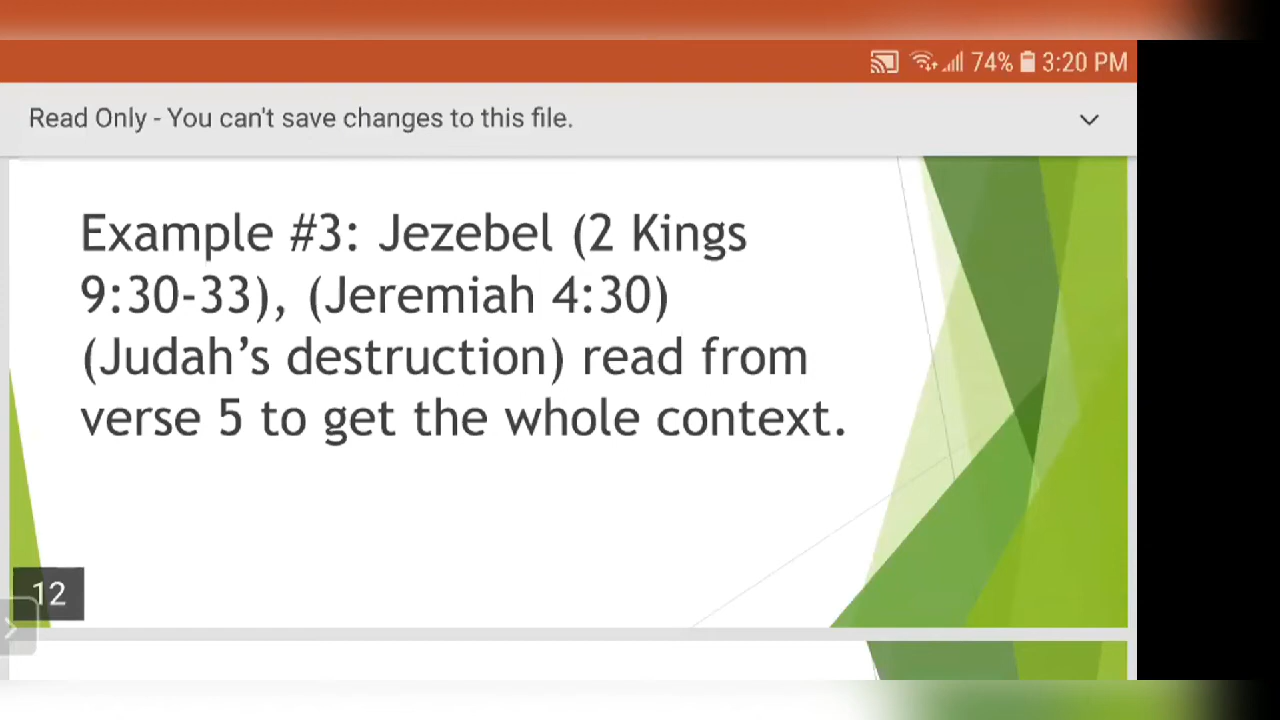 74% 3:20 PM
Read Only - You can't save changes to this file.
Example #3: Jezebel (2 Kings
9:30-33), (Jeremiah 4:30)
(Judah’s destruction) read from
verse 5 to get the whole context.
12